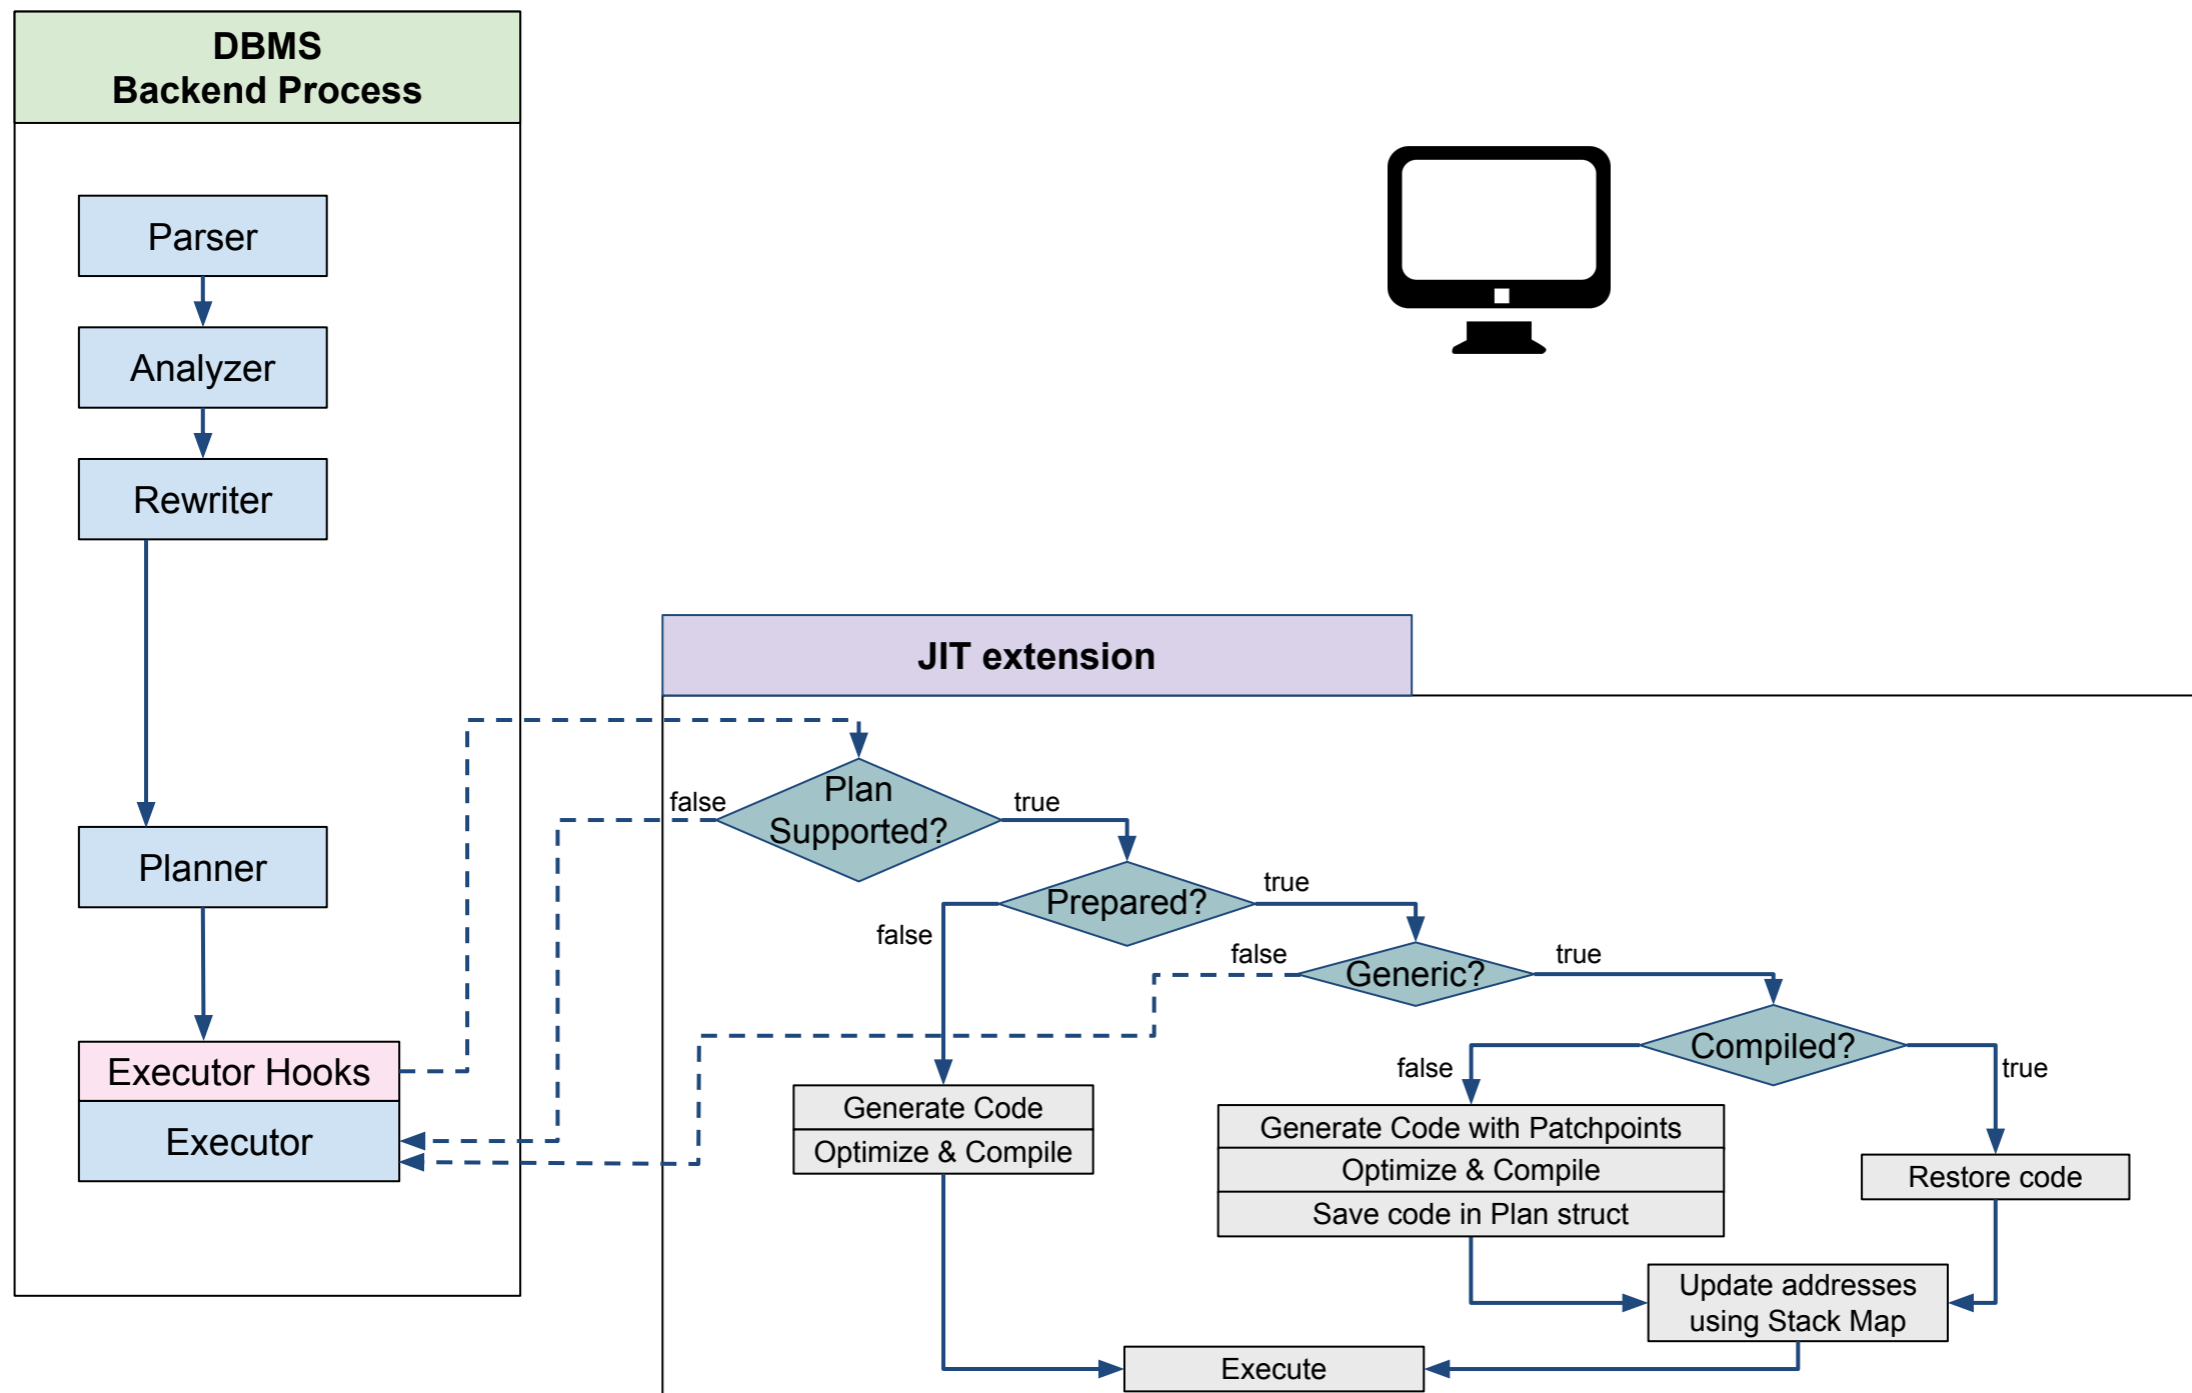 DBMS
Backend Process
Parser
Analyzer
Rewriter
Planner
Executor Hooks
Executor
JIT extension
Plan
Supported?
false
true
Prepared?
false
true
Generic?
false
true
Compiled?
false
true
Generate Code
Optimize & Compile
Generate Code with Patchpoints
Optimize & Compile
Save code in Plan struct
Restore code
Update addresses
using Stack Map
Execute